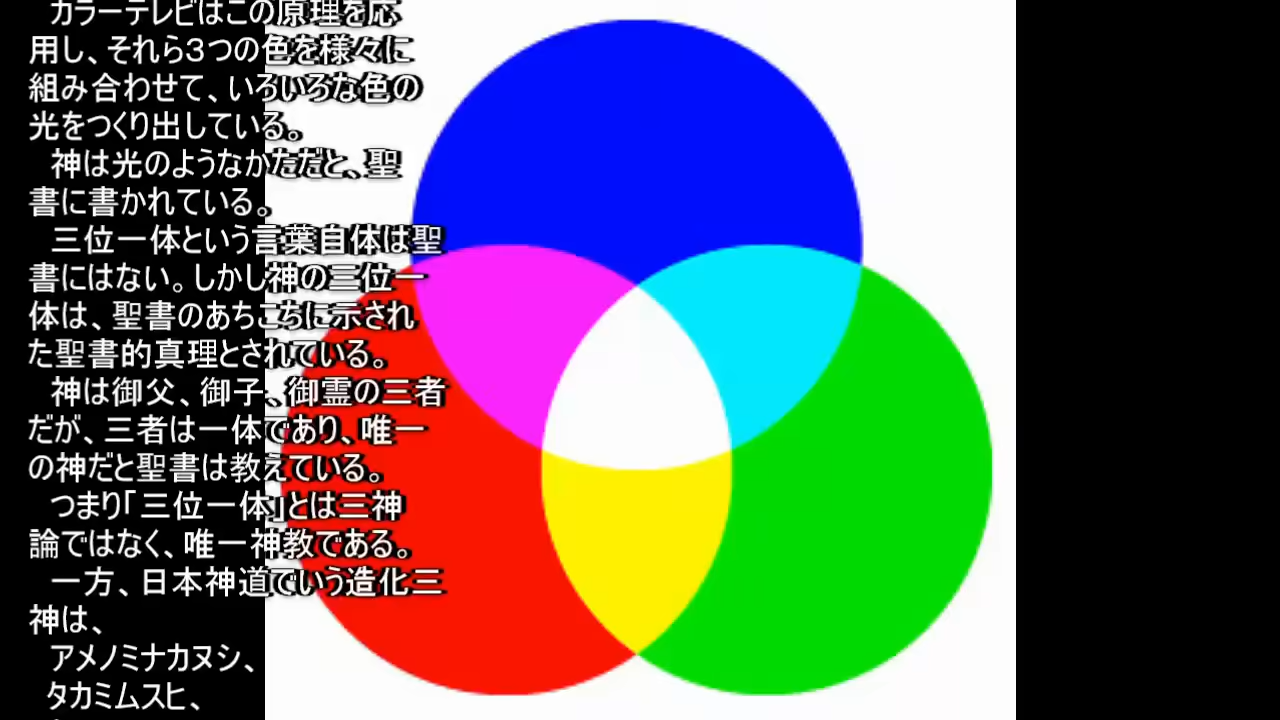 カラーテレビはこの原理を応
用し、それら３つの色を様々に
組み合わせて、いろいろな色の
光をつくり出している。
神は光のようなかただと、聖
書に書かれている。
三位一体という言葉自体は聖
書にはない。しかし神の三位一
体は、聖書のあちこちに示され
た聖書的真理とされている。
神は御父、御子、御霊の三者
だが、三者は一体であり、唯一
の神だと聖書は教えている。
つまり「三位一体」とは三神
論ではなく、唯一神教である。
一方、日本神道でいう造化三
神は、
アメノミナカヌシ、
タカミムスヒ、